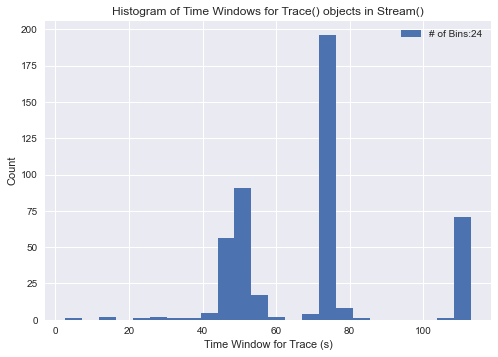 Histogram of Time Windows for Trace() objects in Stream()
# of Bins:24
200
175
150
125
100
75
50
25
0
Count
0 20 40 60 80 100
Time Window for Trace (s)